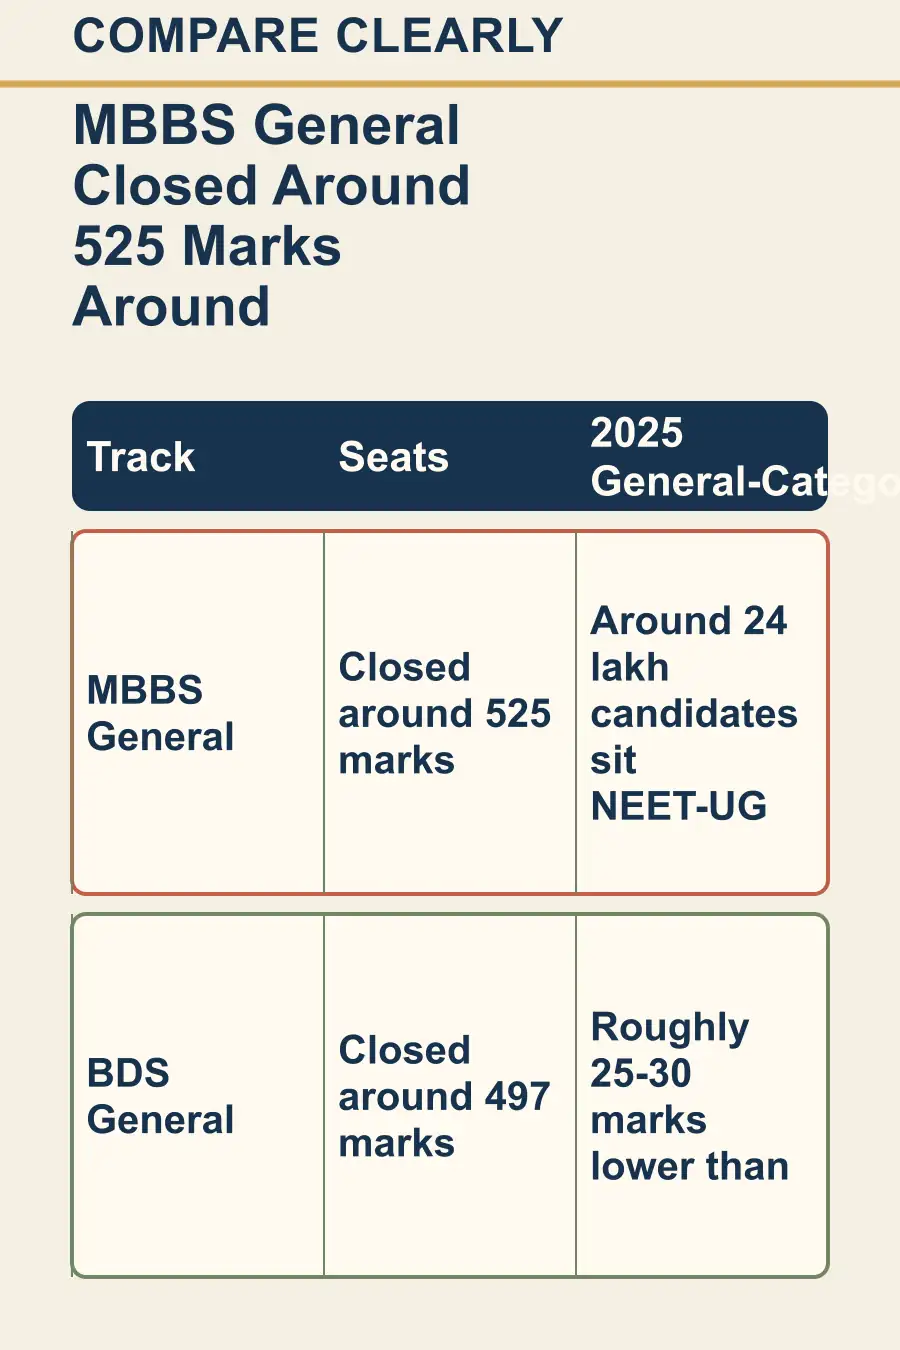 COMPARE CLEARLY
MBBS General
Closed Around
525 Marks
Around
Track
Seats
2025
General-Catego
MBBS
General
Closed
around 525
marks
Around 24
lakh
candidates
sit
NEET-UG
BDS
General
Closed
around 497
marks
Roughly
25-30
marks
lower than